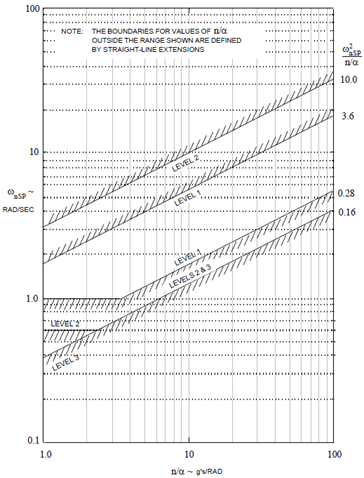 100
NOTE: THE BOUNDARIES FOR VALUES OF n/α
OUTSIDE THE RANGE SHOWN ARE DEFINED
BY STRAIGHT-LINE EXTENSIONS
ω²nSP
n/α
10.0
3.6
10
LEVEL 2
LEVEL 1
ωnSP ~
RAD/SEC
0.28
0.16
LEVEL-1
LEVELS 2 & 3
1.0
LEVEL 2
LEVEL 3
0.1
1.0
10
100
n/α ~ g's/RAD